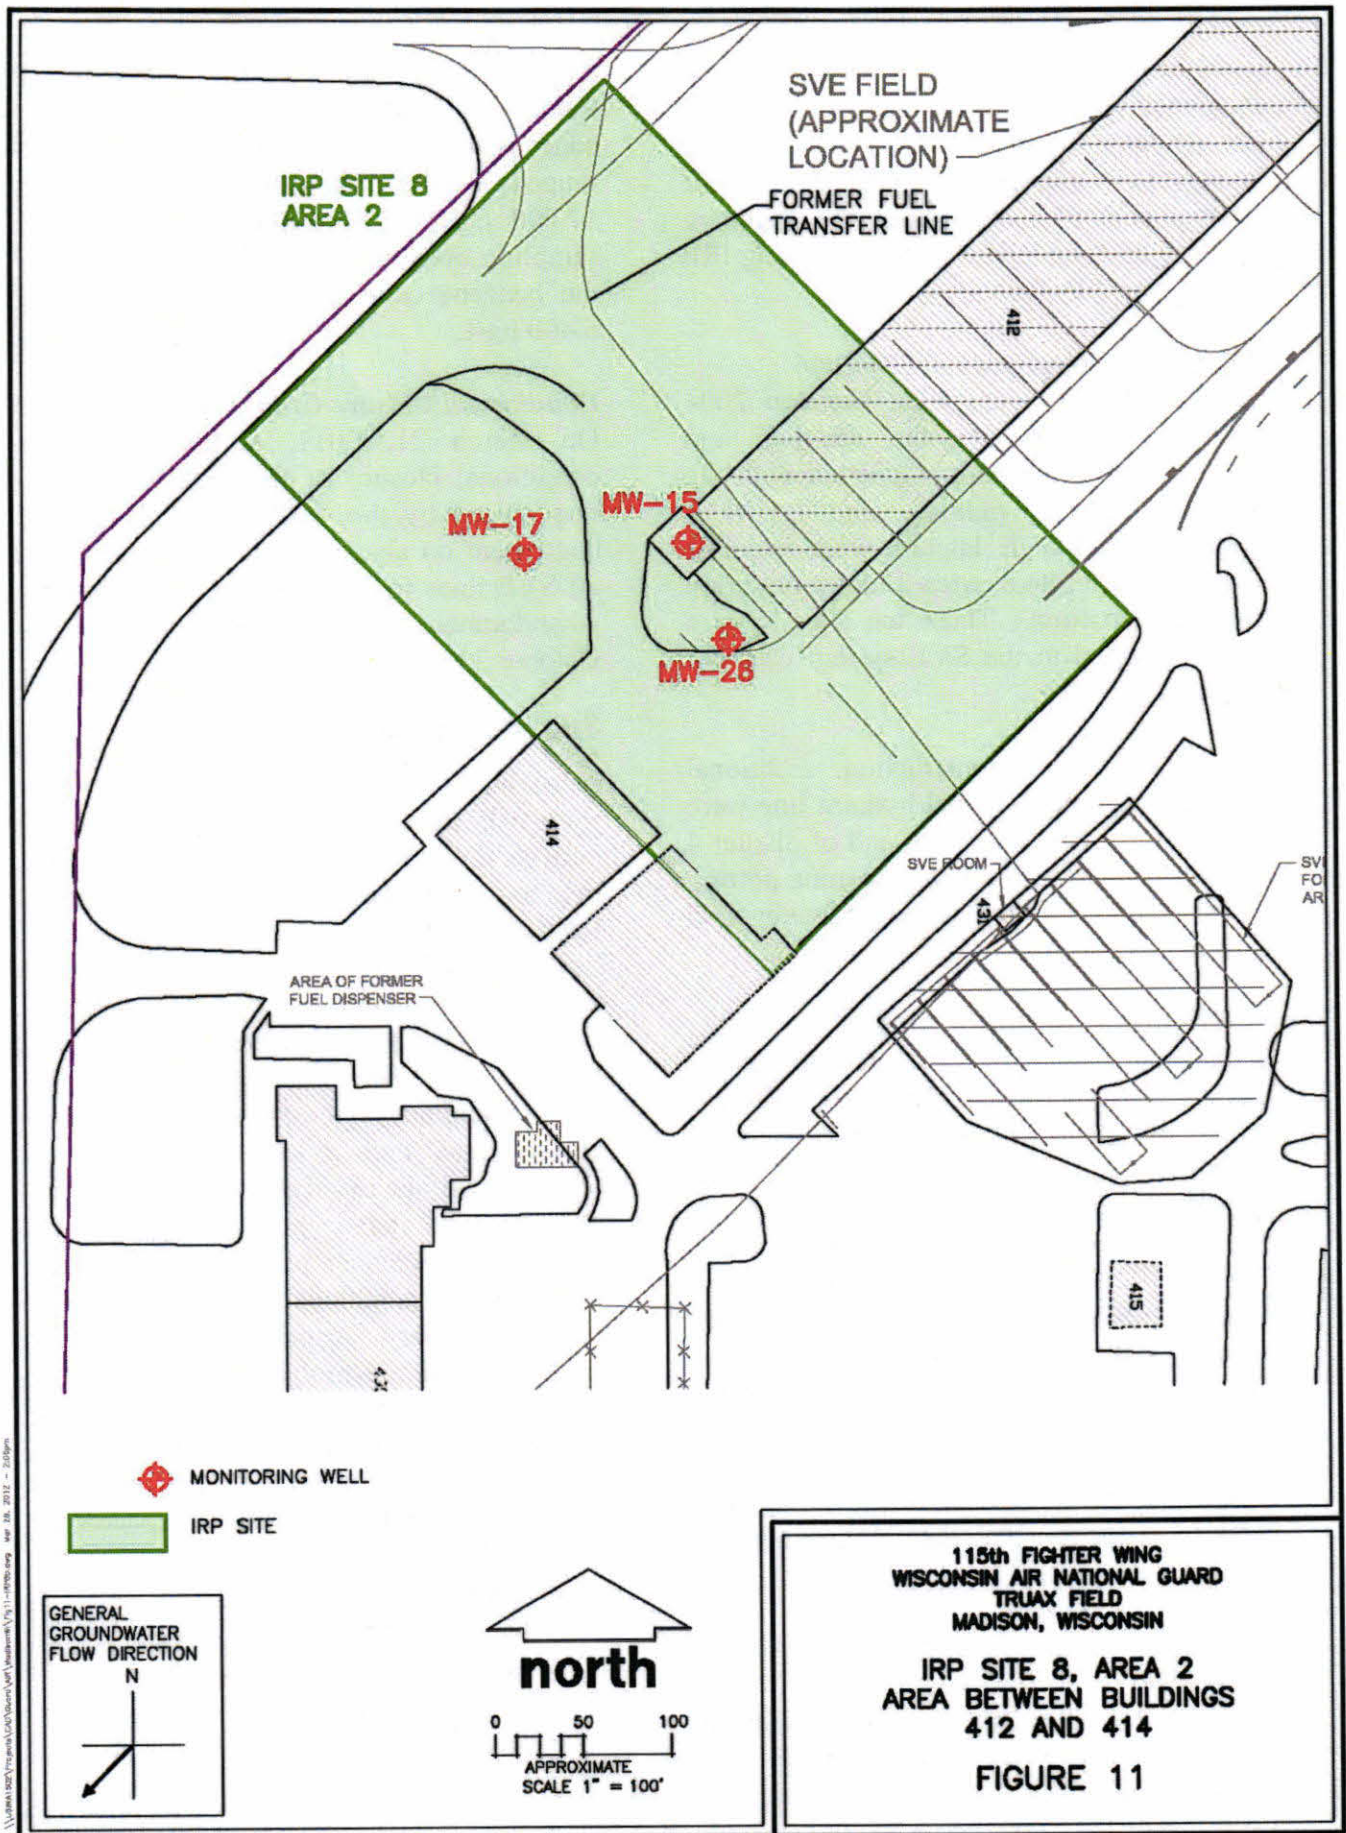 SVE FIELD
(APPROXIMATE
LOCATION)
FORMER FUEL
TRANSFER LINE
IRP SITE 8
AREA 2
412
MW-15
MW-17
MW-26
414
SVE ROOM
431
AREA OF FORMER
FUEL DISPENSER
415
MONITORING WELL
IRP SITE
GENERAL
GROUNDWATER
FLOW DIRECTION
N
north
0 50 100
APPROXIMATE
SCALE 1" = 100'
115th FIGHTER WING
WISCONSIN AIR NATIONAL GUARD
TRUAX FIELD
MADISON, WISCONSIN
IRP SITE 8, AREA 2
AREA BETWEEN BUILDINGS
412 AND 414
FIGURE 11